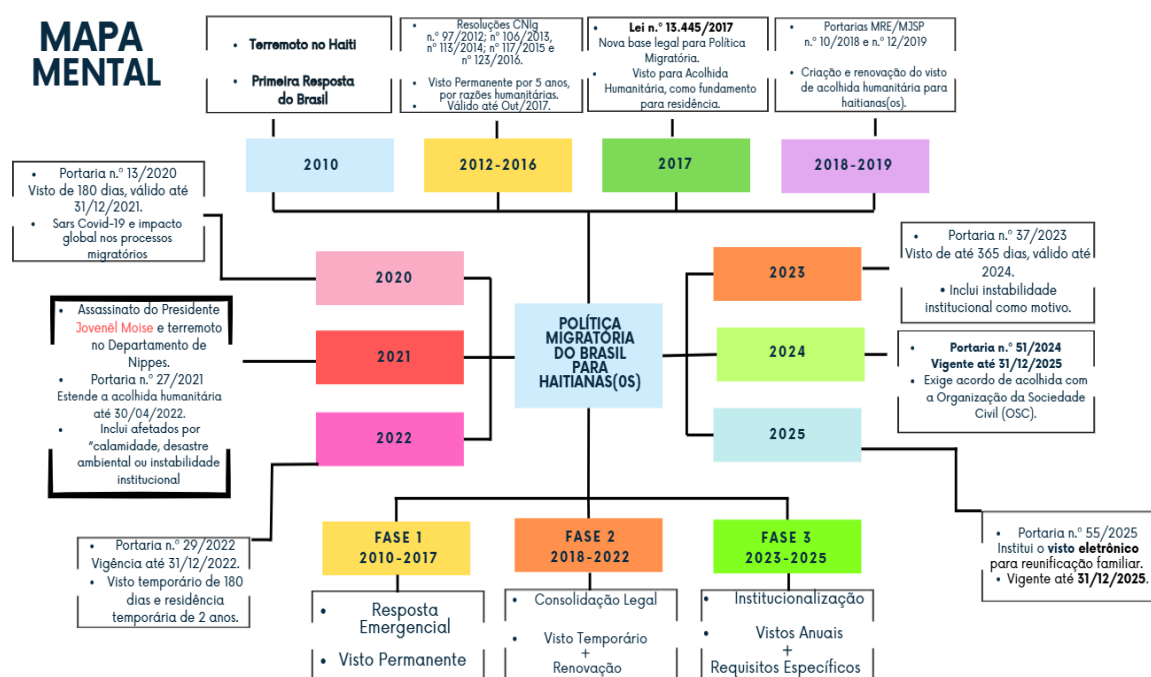 MAPA
MENTAL
• Terremoto no Haiti
• Primeira Resposta
do Brasil
Resoluções CNIg
n.º 97/2012; nº 106/2013,
nº 113/2014; nº 117/2015 e
nº 123/2016.
• Visto Permanente por 5 anos,
por razões humanitárias.
• Válido até Out/2017.
• Lei n.º 13.445/2017
Nova base legal para Política
Migratória.
• Visto para Acolhida
Humanitária, como fundamento
para residência.
• Portarias MRE/MJSP
n.º 10/2018 e n.º 12/2019
• Criação e renovação do visto
de acolhida humanitária para
haitianas(os).
2010
2012-2016
2017
2018-2019
• Portaria n.º 13/2020
Visto de 180 dias, válido até
31/12/2021.
• Sars Covid-19 e impacto
global nos processos
migratórios
2020
• Assassinato do Presidente
Jovenél Moise e terremoto
no Departamento de
Nippes.
• Portaria n.º 27/2021
Estende a acolhida humanitária
até 30/04/2022.
• Inclui afetados por
“calamidade, desastre
ambiental ou instabilidade
institucional
2021
2022
• Portaria n.º 29/2022
Vigência até 31/12/2022.
• Visto temporário de 180
dias e residência
temporária de 2 anos.
POLÍTICA
MIGRATÓRIA
DO BRASIL
PARA
HAITIANAS(0S)
2023
• Portaria n.º 37/2023
Visto de até 365 dias, válido até
2024.
• Inclui instabilidade
institucional como motivo.
2024
• Portaria n.º 51/2024
Vigente até 31/12/2025
• Exige acordo de acolhida com
a Organização da Sociedade
Civil (OSC).
2025
• Portaria n.º 55/2025
Institui o visto eletrônico
para reunificação familiar.
• Vigente até 31/12/2025.
FASE 1
2010-2017
• Resposta
Emergencial
• Visto Permanente
FASE 2
2018-2022
• Consolidação Legal
• Visto Temporário
+
Renovação
FASE 3
2023-2025
• Institucionalização
• Vistos Anuais
+
Requisitos Específicos